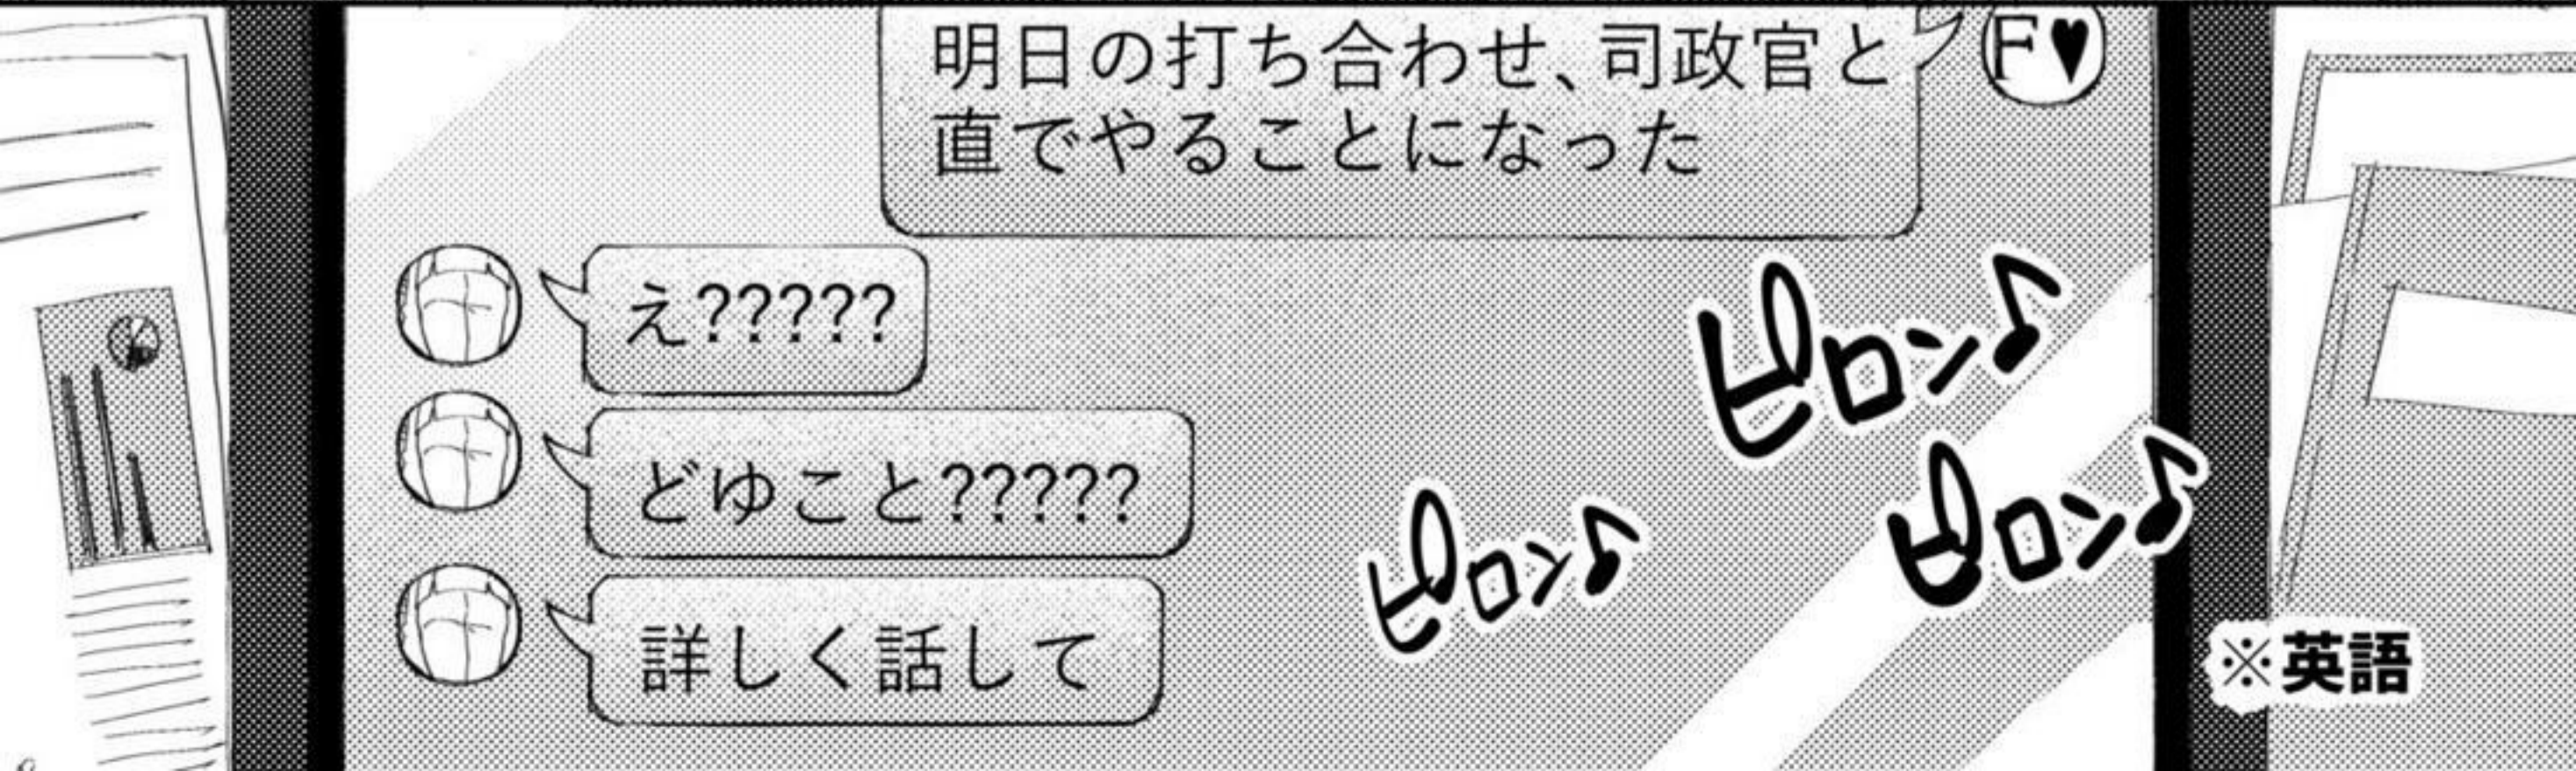 明日の打ち合わせ、司政官と
直でやることになった
F♥
え?????
どゆこと?????
詳しく話して
ピロン♪
ピロン♪
ピロン♪
※英語